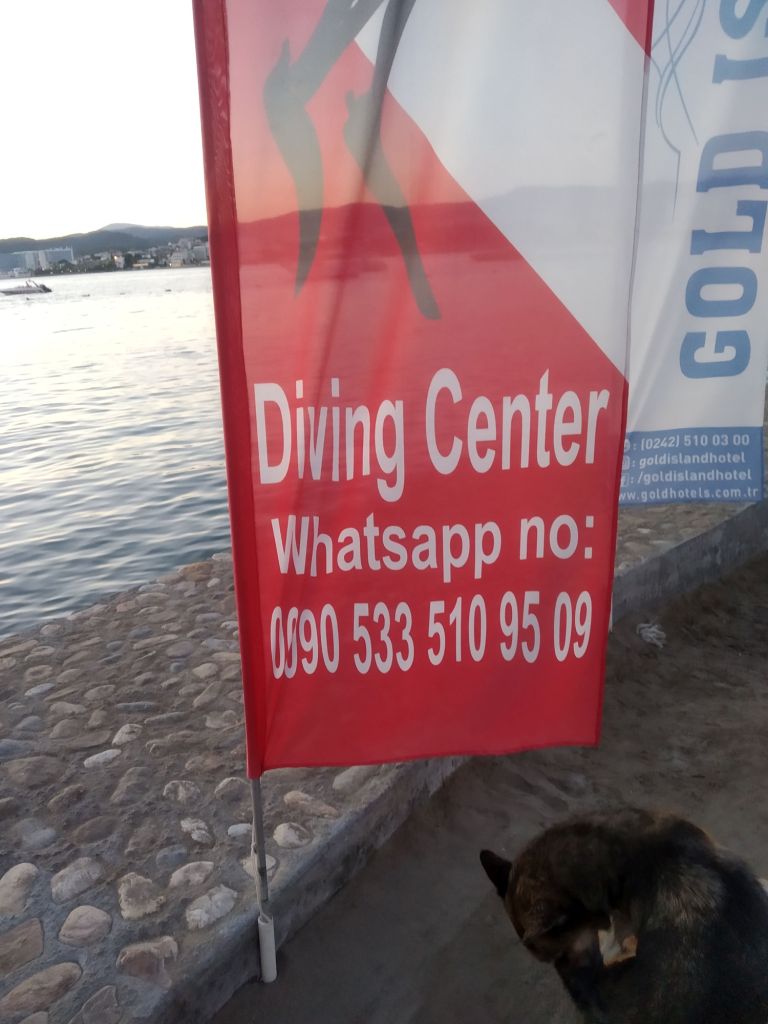 Diving Center
Whatsapp no:
0090 533 510 95 09
GOLD IS
: (0242) 510 03 00
: goldislandhotel
: /goldislandhotel
www.goldhotels.com.tr